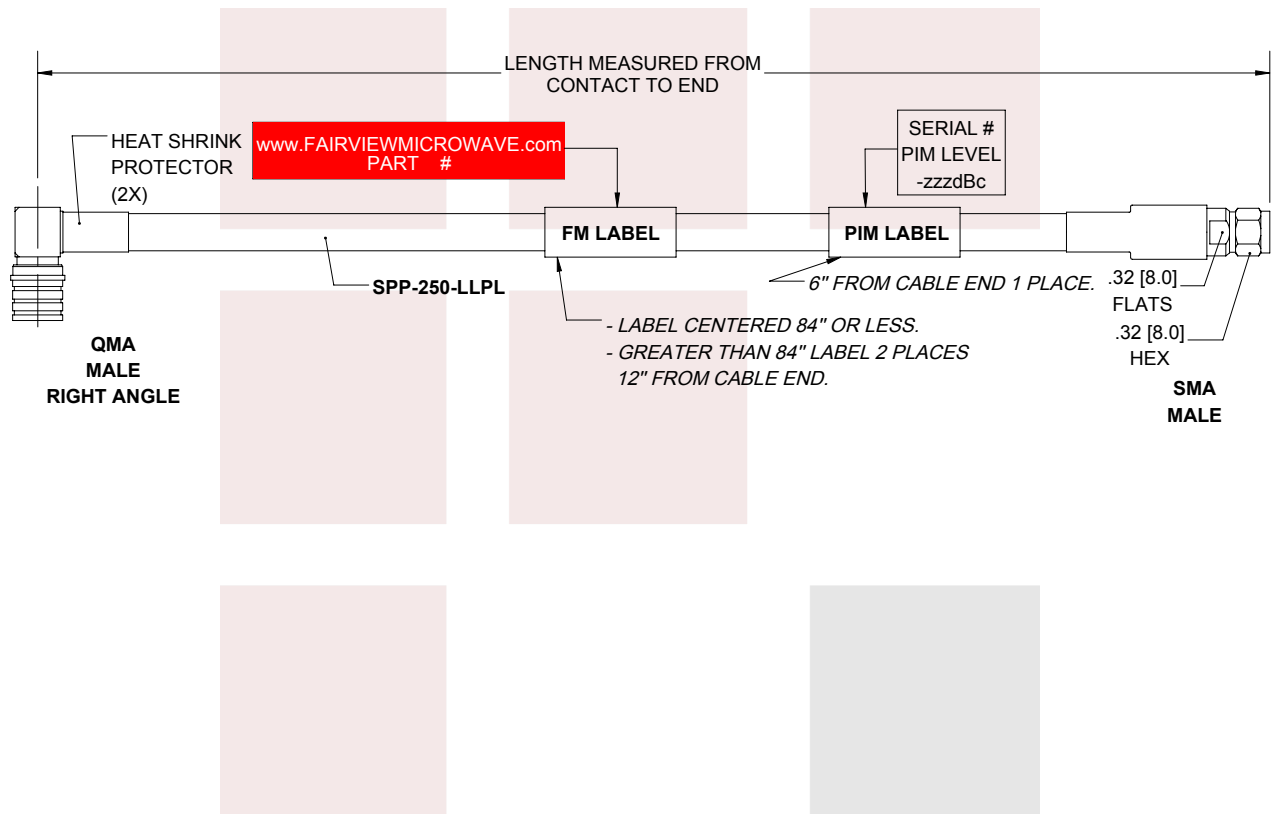 LENGTH MEASURED FROM
CONTACT TO END
HEAT SHRINK
PROTECTOR
(2X)
www.FAIRVIEWMICROWAVE.com
PART #
SERIAL #
PIM LEVEL
-zzzdBc
FM LABEL
PIM LABEL
SPP-250-LLPL
6" FROM CABLE END 1 PLACE.
.32 [8.0]
FLATS
.32 [8.0]
HEX
- LABEL CENTERED 84" OR LESS.
- GREATER THAN 84" LABEL 2 PLACES
12" FROM CABLE END.
QMA
MALE
RIGHT ANGLE
SMA
MALE